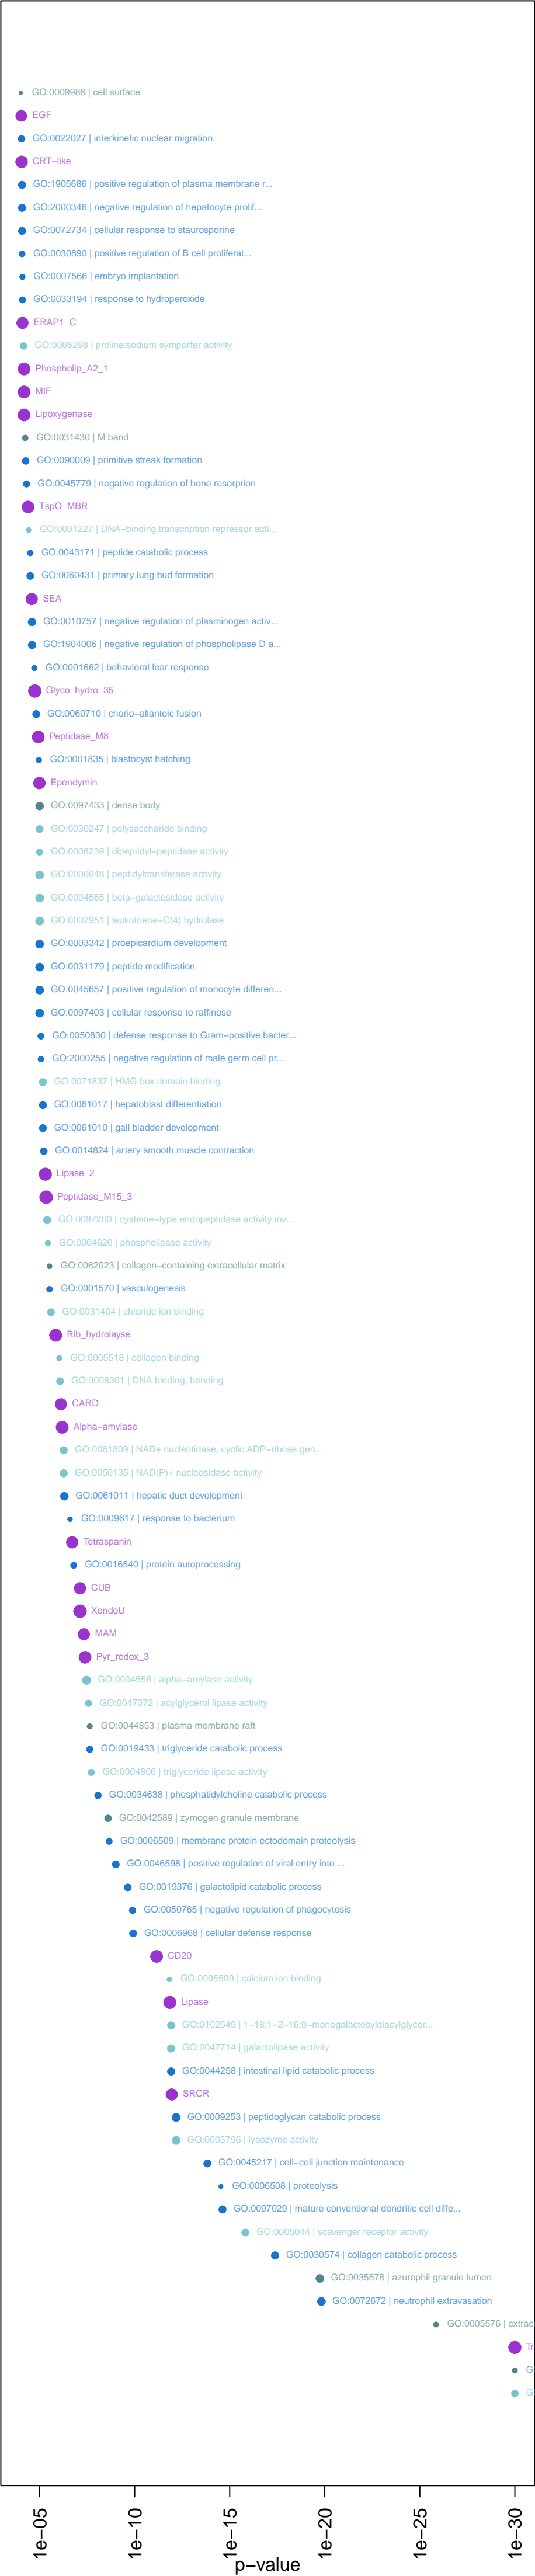 GO:0009986 | cell surface
EGF
GO:0022027 | interkinetic nuclear migration
CRT−like
GO:1905686 | positive regulation of plasma membrane r...
GO:2000346 | negative regulation of hepatocyte prolif...
GO:0072734 | cellular response to staurosporine
GO:0030890 | positive regulation of B cell proliferat...
GO:0007566 | embryo implantation
GO:0033194 | response to hydroperoxide
ERAP1_C
GO:0005298 | proline:sodium symporter activity
Phospholip_A2_1
MIF
Lipoxygenase
GO:0031430 | M band
GO:0090009 | primitive streak formation
GO:0045779 | negative regulation of bone resorption
TspO_MBR
GO:0001227 | DNA−binding transcription repressor acti...
GO:0043171 | peptide catabolic process
GO:0060431 | primary lung bud formation
SEA
GO:0010757 | negative regulation of plasminogen activ...
GO:1904006 | negative regulation of phospholipase D a...
GO:0001662 | behavioral fear response
Glyco_hydro_35
GO:0060710 | chorio−allantoic fusion
Peptidase_M8
GO:0001835 | blastocyst hatching
Ependymin
GO:0097433 | dense body
GO:0030247 | polysaccharide binding
GO:0008239 | dipeptidyl−peptidase activity
GO:0000048 | peptidyltransferase activity
GO:0004565 | beta−galactosidase activity
GO:0002951 | leukotriene−C(4) hydrolase
GO:0003342 | proepicardium development
GO:0031179 | peptide modification
GO:0045657 | positive regulation of monocyte differen...
GO:0097403 | cellular response to raffinose
GO:0050830 | defense response to Gram−positive bacter...
GO:2000255 | negative regulation of male germ cell pr...
GO:0071837 | HMG box domain binding
GO:0061017 | hepatoblast differentiation
GO:0061010 | gall bladder development
GO:0014824 | artery smooth muscle contraction
Lipase_2
Peptidase_M15_3
GO:0097200 | cysteine−type endopeptidase activity inv...
GO:0004620 | phospholipase activity
GO:0062023 | collagen−containing extracellular matrix
GO:0001570 | vasculogenesis
GO:0031404 | chloride ion binding
Rib_hydrolayse
GO:0005518 | collagen binding
GO:0008301 | DNA binding, bending
CARD
Alpha−amylase
GO:0061809 | NAD+ nucleotidase, cyclic ADP−ribose gen...
GO:0050135 | NAD(P)+ nucleosidase activity
GO:0061011 | hepatic duct development
GO:0009617 | response to bacterium
Tetraspanin
GO:0016540 | protein autoprocessing
CUB
XendoU
MAM
Pyr_redox_3
GO:0004556 | alpha−amylase activity
GO:0047372 | acylglycerol lipase activity
GO:0044853 | plasma membrane raft
GO:0019433 | triglyceride catabolic process
GO:0004806 | triglyceride lipase activity
GO:0034638 | phosphatidylcholine catabolic process
GO:0042589 | zymogen granule membrane
GO:0006509 | membrane protein ectodomain proteolysis
GO:0046598 | positive regulation of viral entry into ...
GO:0019376 | galactolipid catabolic process
GO:0050765 | negative regulation of phagocytosis
GO:0006968 | cellular defense response
CD20
GO:0005509 | calcium ion binding
Lipase
GO:0102549 | 1−18:1−2−16:0−monogalactosyldiacylglycer...
GO:0047714 | galactolipase activity
GO:0044258 | intestinal lipid catabolic process
SRCR
GO:0009253 | peptidoglycan catabolic process
GO:0003796 | lysozyme activity
GO:0045217 | cell−cell junction maintenance
GO:0006508 | proteolysis
GO:0097029 | mature conventional dendritic cell diffe...
GO:0005044 | scavenger receptor activity
GO:0030574 | collagen catabolic process
GO:0035578 | azurophil granule lumen
GO:0072672 | neutrophil extravasation
GO:0005576 | extrac
Tr
G
G
1e−05
1e−10
1e−15
1e−20
1e−25
1e−30
p−value